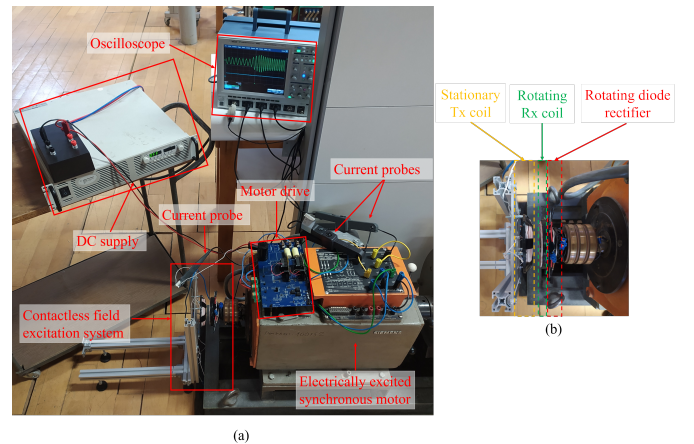 Oscilloscope
Stationary
Tx coil
Rotating
Rx coil
Rotating diode
rectifier
Current probes
Motor drive
Current probe
DC supply
Contactless field
excitation system
Electrically excited
synchronous motor
(a)
(b)